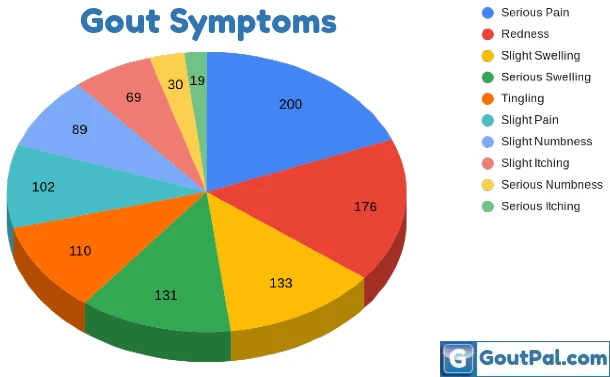 Gout Symptoms
200
176
133
131
110
102
89
69
30
19
Serious Pain
Redness
Slight Swelling
Serious Swelling
Tingling
Slight Pain
Slight Numbness
Slight Itching
Serious Numbness
Serious Itching
G GoutPal.com